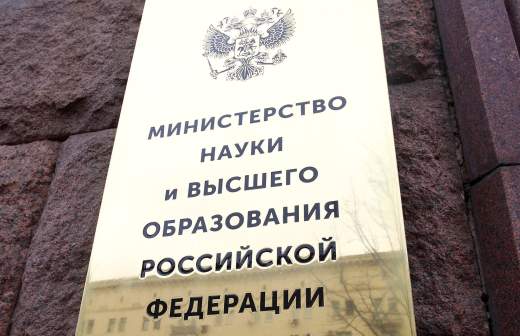 МИНИСТЕРСТВО
НАУКИ
и ВЫСШЕГО
ОБРАЗОВАНИЯ
РОССИЙСКОЙ
ФЕДЕРАЦИИ